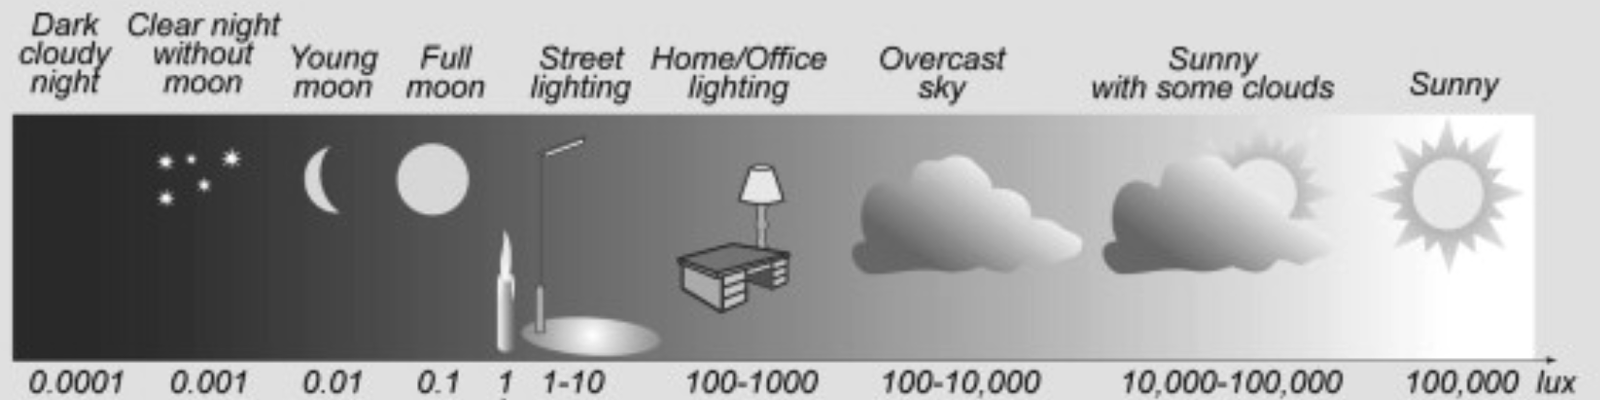 Dark
cloudy
night
Clear night
without
moon
Young
moon
Full
moon
Street
lighting
Home/Office
lighting
Overcast
sky
Sunny
with some clouds
Sunny
0.0001 0.001 0.01 0.1 1 1-10 100-1000 100-10,000 10,000-100,000 100,000 lux